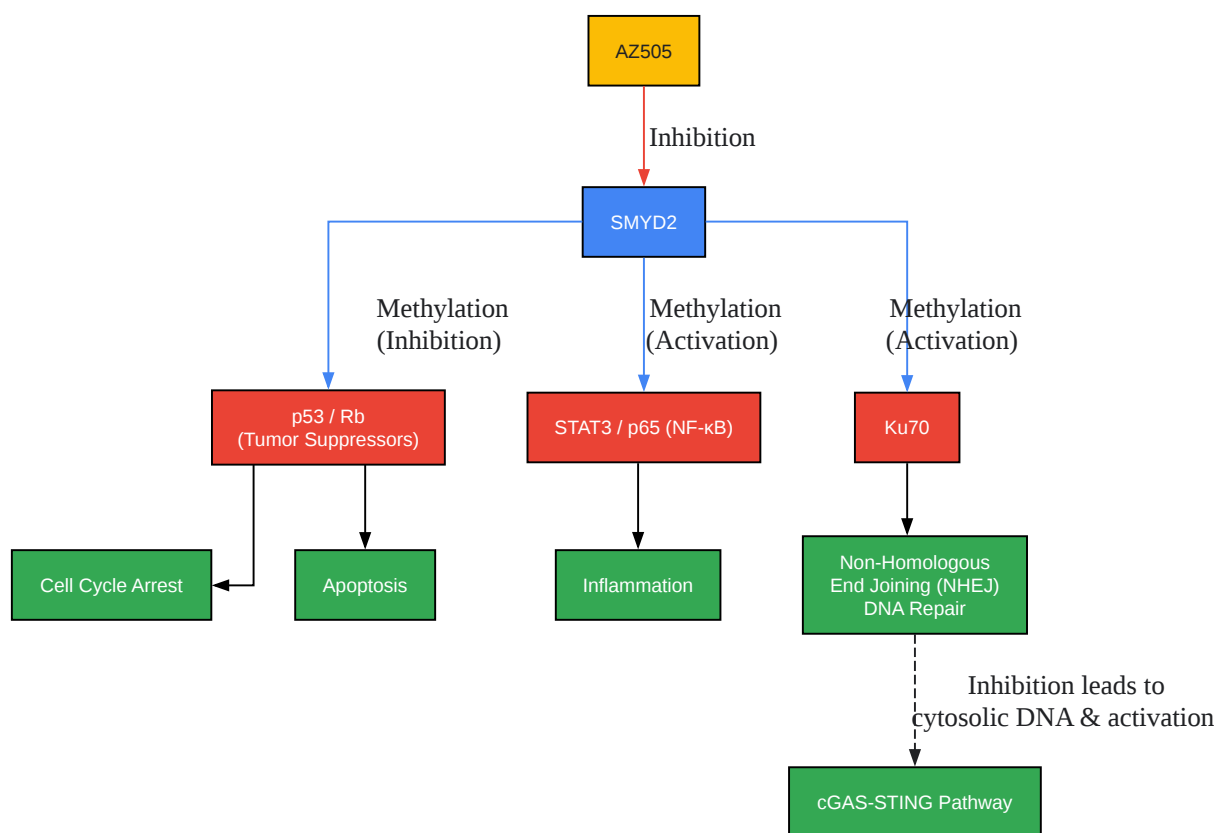 AZ505
Inhibition
SMYD2
Methylation
(Inhibition)
Methylation
(Activation)
Methylation
(Activation)
p53 / Rb
(Tumor Suppressors)
STAT3 / p65 (NF-κB)
Ku70
Cell Cycle Arrest
Apoptosis
Inflammation
Non-Homologous
End Joining (NHEJ)
DNA Repair
Inhibition leads to
cytosolic DNA & activation
cGAS-STING Pathway